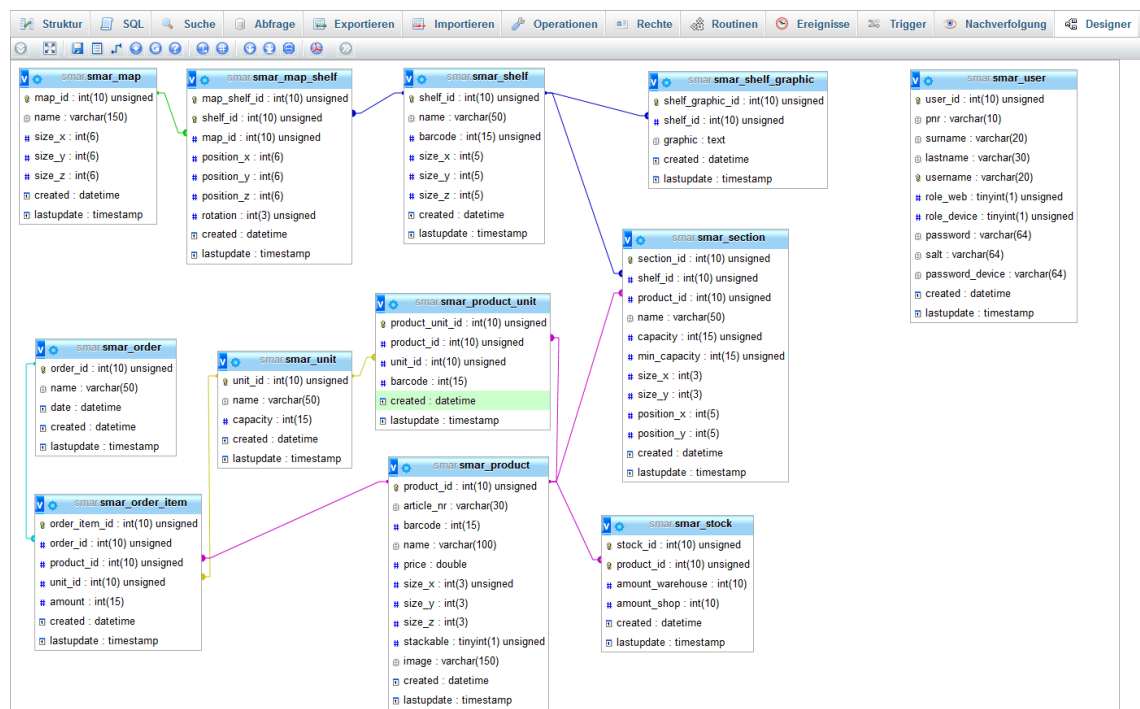 Struktur SQL Suche Abfrage Exportieren Importieren Operationen Rechte Routinen Ereignisse Trigger Nachverfolgung Designer
smar.smar_map
map_id : int(10) unsigned
name : varchar(150)
size_x : int(6)
size_y : int(6)
size_z : int(6)
created : datetime
lastupdate : timestamp
smar.smar_map_shelf
map_shelf_id : int(10) unsigned
shelf_id : int(10) unsigned
map_id : int(10) unsigned
position_x : int(6)
position_y : int(6)
position_z : int(6)
rotation : int(3) unsigned
created : datetime
lastupdate : timestamp
smar.smar_shelf
shelf_id : int(10) unsigned
name : varchar(50)
barcode : int(15) unsigned
size_x : int(5)
size_y : int(5)
size_z : int(5)
created : datetime
lastupdate : timestamp
smar.smar_shelf_graphic
shelf_graphic_id : int(10) unsigned
shelf_id : int(10) unsigned
graphic : text
created : datetime
lastupdate : timestamp
smar.smar_user
user_id : int(10) unsigned
pnr : varchar(10)
surname : varchar(20)
lastname : varchar(30)
username : varchar(20)
role_web : tinyint(1) unsigned
role_device : tinyint(1) unsigned
password : varchar(64)
salt : varchar(64)
password_device : varchar(64)
created : datetime
lastupdate : timestamp
smar.smar_section
section_id : int(10) unsigned
shelf_id : int(10) unsigned
product_id : int(10) unsigned
name : varchar(50)
capacity : int(15) unsigned
min_capacity : int(15) unsigned
size_x : int(3)
size_y : int(3)
position_x : int(5)
position_y : int(5)
created : datetime
lastupdate : timestamp
smar.smar_product_unit
product_unit_id : int(10) unsigned
product_id : int(10) unsigned
unit_id : int(10) unsigned
barcode : int(15)
created : datetime
lastupdate : timestamp
smar.smar_order
order_id : int(10) unsigned
name : varchar(50)
date : datetime
created : datetime
lastupdate : timestamp
smar.smar_unit
unit_id : int(10) unsigned
name : varchar(50)
capacity : int(15)
created : datetime
lastupdate : timestamp
smar.smar_product
product_id : int(10) unsigned
article_nr : varchar(30)
barcode : int(15)
name : varchar(100)
price : double
size_x : int(3) unsigned
size_y : int(3)
size_z : int(3)
stackable : tinyint(1) unsigned
image : varchar(150)
created : datetime
lastupdate : timestamp
smar.smar_order_item
order_item_id : int(10) unsigned
order_id : int(10) unsigned
product_id : int(10) unsigned
unit_id : int(10) unsigned
amount : int(15)
created : datetime
lastupdate : timestamp
smar.smar_stock
stock_id : int(10) unsigned
product_id : int(10) unsigned
amount_warehouse : int(10)
amount_shop : int(10)
created : datetime
lastupdate : timestamp